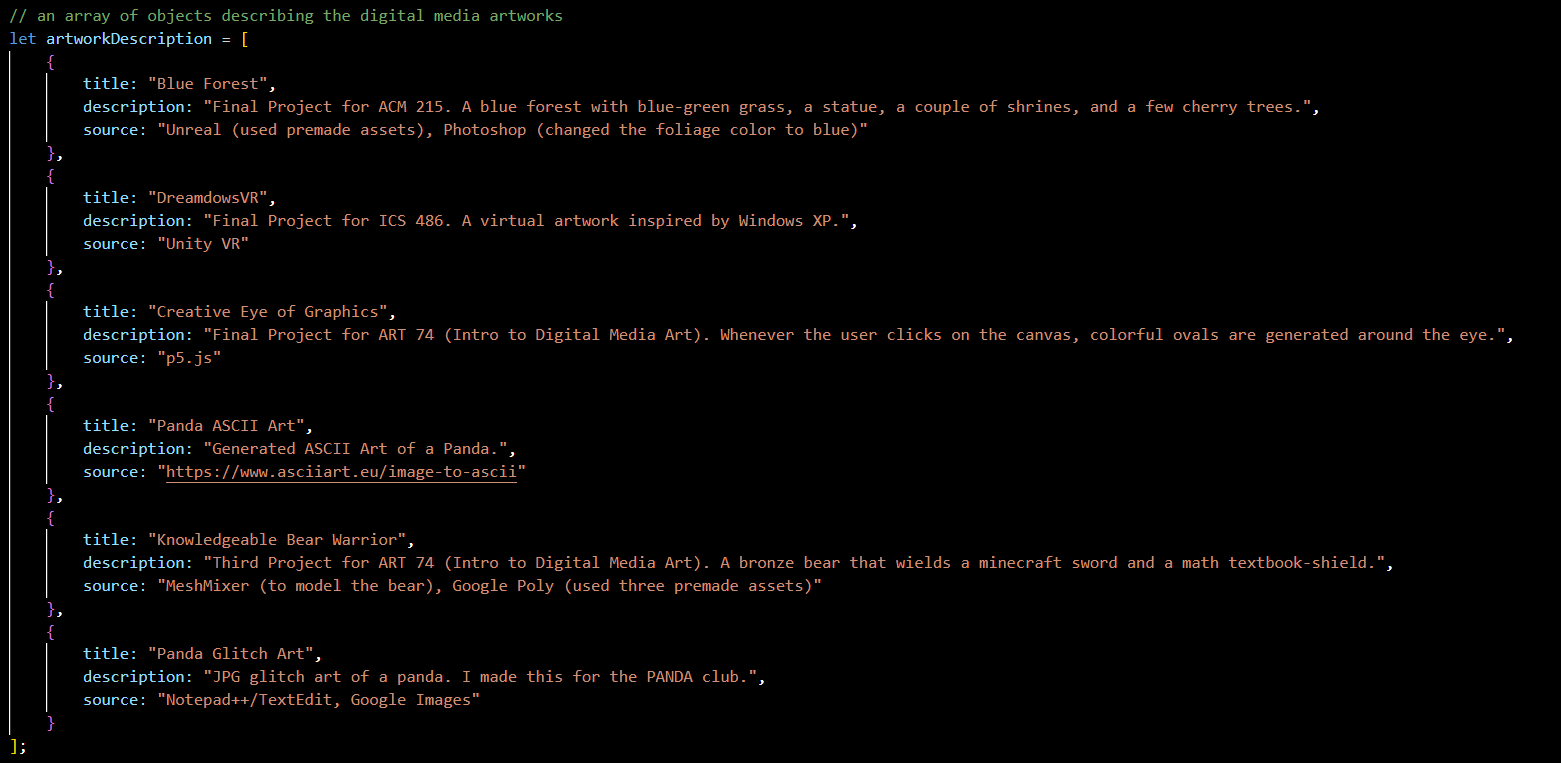 // an array of objects describing the digital media artworks
let artworkDescription = [
    {
        title: "Blue Forest",
        description: "Final Project for ACM 215. A blue forest with blue-green grass, a statue, a couple of shrines, and a few cherry trees.",
        source: "Unreal (used premade assets), Photoshop (changed the foliage color to blue)"
    },
    {
        title: "DreamdowsVR",
        description: "Final Project for ICS 486. A virtual artwork inspired by Windows XP.",
        source: "Unity VR"
    },
    {
        title: "Creative Eye of Graphics",
        description: "Final Project for ART 74 (Intro to Digital Media Art). Whenever the user clicks on the canvas, colorful ovals are generated around the eye.",
        source: "p5.js"
    },
    {
        title: "Panda ASCII Art",
        description: "Generated ASCII Art of a Panda.",
        source: "https://www.asciiart.eu/image-to-ascii"
    },
    {
        title: "Knowledgeable Bear Warrior",
        description: "Third Project for ART 74 (Intro to Digital Media Art). A bronze bear that wields a minecraft sword and a math textbook-shield.",
        source: "MeshMixer (to model the bear), Google Poly (used three premade assets)"
    },
    {
        title: "Panda Glitch Art",
        description: "JPG glitch art of a panda. I made this for the PANDA club.",
        source: "Notepad++/TextEdit, Google Images"
    }
];